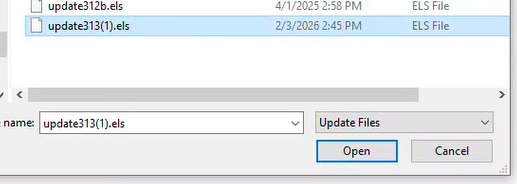 update312b.els 4/1/2025 2:58 PM ELS File
update313(1).els 2/3/2026 2:45 PM ELS File
name: update313(1).els Update Files
Open Cancel